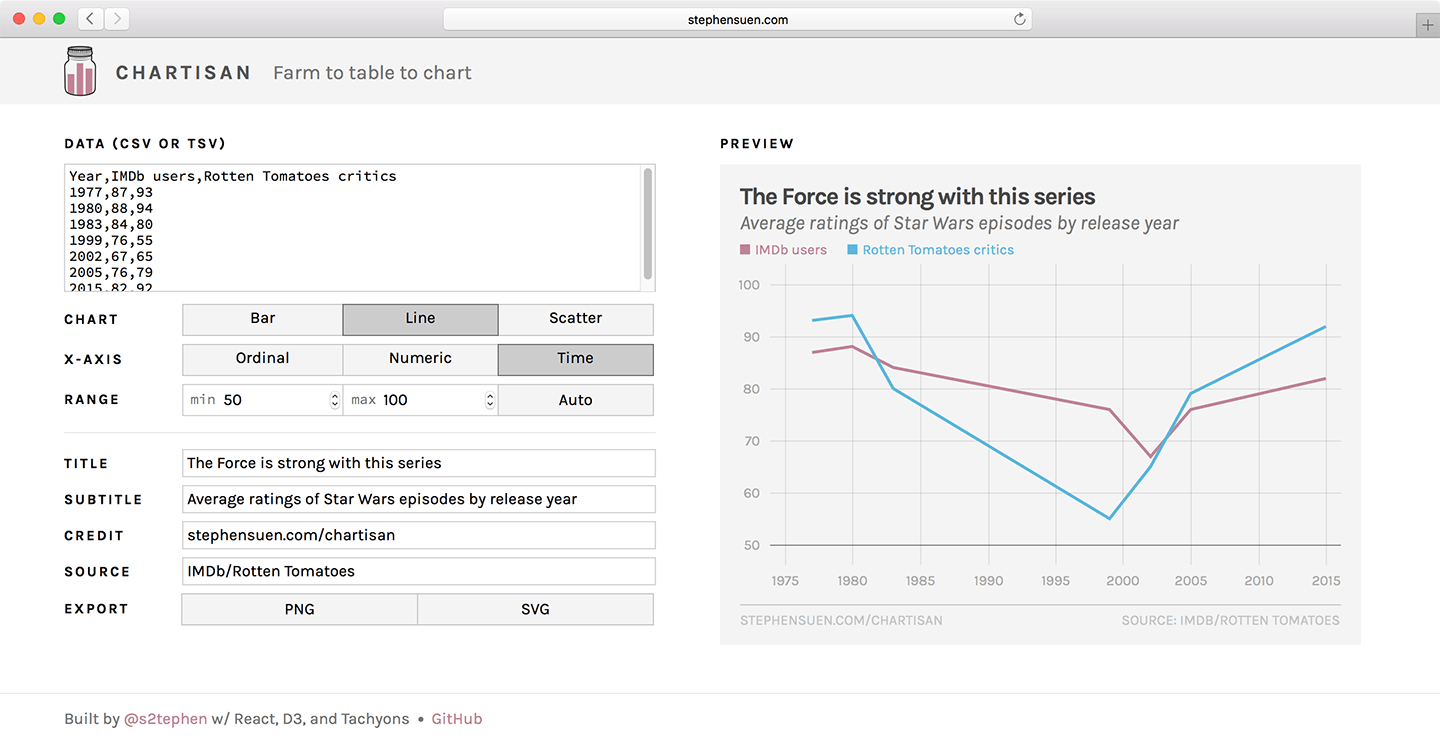 stephensuen.com
CHARTISAN Farm to table to chart
DATA (CSV OR TSV)
Year,IMDb users,Rotten Tomatoes critics
1977,87,93
1980,88,94
1983,84,80
1999,76,55
2002,67,65
2005,76,79
2015,82,92
CHART Bar Line Scatter
X-AXIS Ordinal Numeric Time
RANGE min 50 max 100 Auto
TITLE The Force is strong with this series
SUBTITLE Average ratings of Star Wars episodes by release year
CREDIT stephensuen.com/chartisan
SOURCE IMDb/Rotten Tomatoes
EXPORT PNG SVG
PREVIEW
The Force is strong with this series
Average ratings of Star Wars episodes by release year
IMDb users Rotten Tomatoes critics
100
90
80
70
60
50
1975 1980 1985 1990 1995 2000 2005 2010 2015
STEPHENSUEN.COM/CHARTISAN SOURCE: IMDB/ROTTEN TOMATOES
Built by @s2tephen w/ React, D3, and Tachyons • GitHub